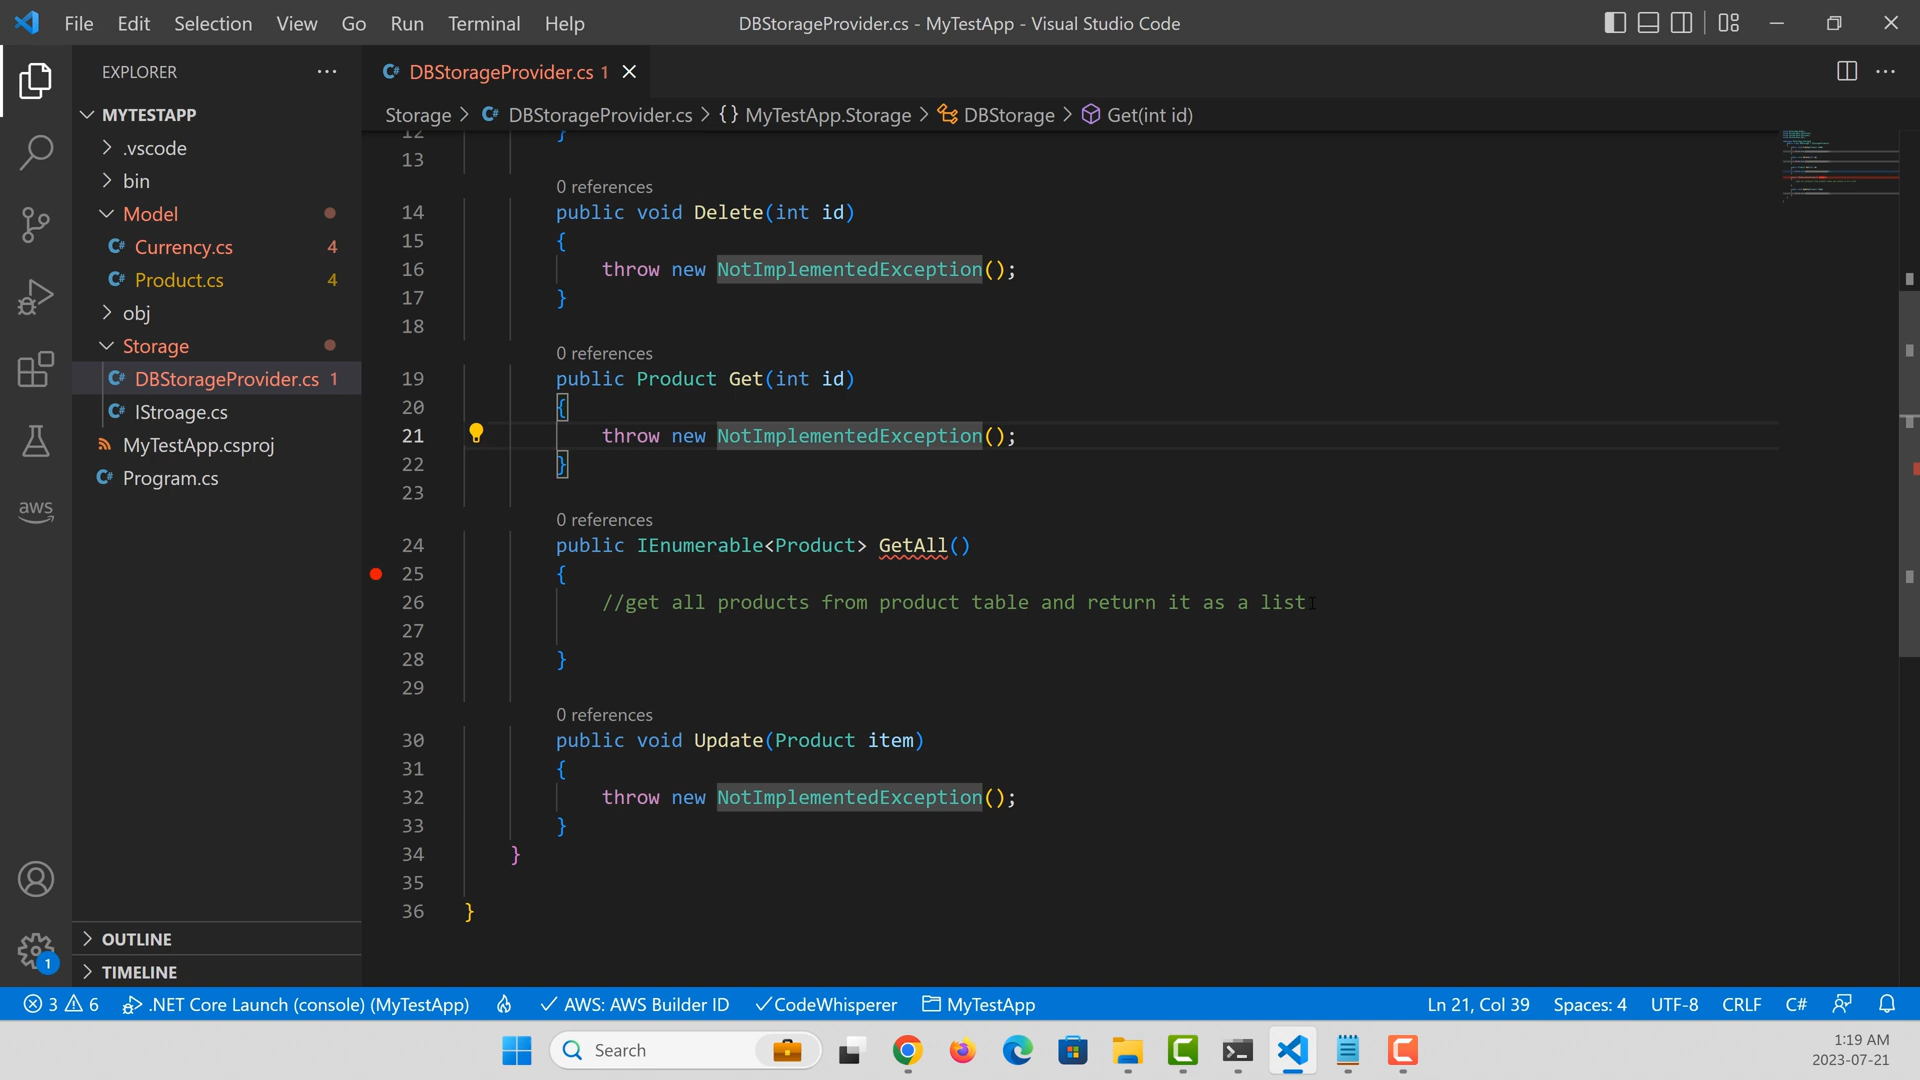 File Edit Selection View Go Run Terminal Help DBStorageProvider.cs - MyTestApp - Visual Studio Code
EXPLORER
MYTESTAPP
.vscode
bin
Model
Currency.cs 4
Product.cs 4
obj
Storage
DBStorageProvider.cs 1
IStroage.cs
MyTestApp.csproj
Program.cs
aws
1
OUTLINE
TIMELINE
DBStorageProvider.cs 1
Storage > DBStorageProvider.cs > {} MyTestApp.Storage > DBStorage > Get(int id)
12 }
13
0 references
14 public void Delete(int id)
15 {
16 throw new NotImplementedException();
17 }
18
0 references
19 public Product Get(int id)
20 {
21 throw new NotImplementedException();
22 }
23
0 references
24 public IEnumerable<Product> GetAll()
25 {
26 //get all products from product table and return it as a list
27
28 }
29
0 references
30 public void Update(Product item)
31 {
32 throw new NotImplementedException();
33 }
34 }
35
36 }
3 6 .NET Core Launch (console) (MyTestApp) AWS: AWS Builder ID CodeWhisperer MyTestApp Ln 21, Col 39 Spaces: 4 UTF-8 CRLF C#
Search
1:19 AM
2023-07-21